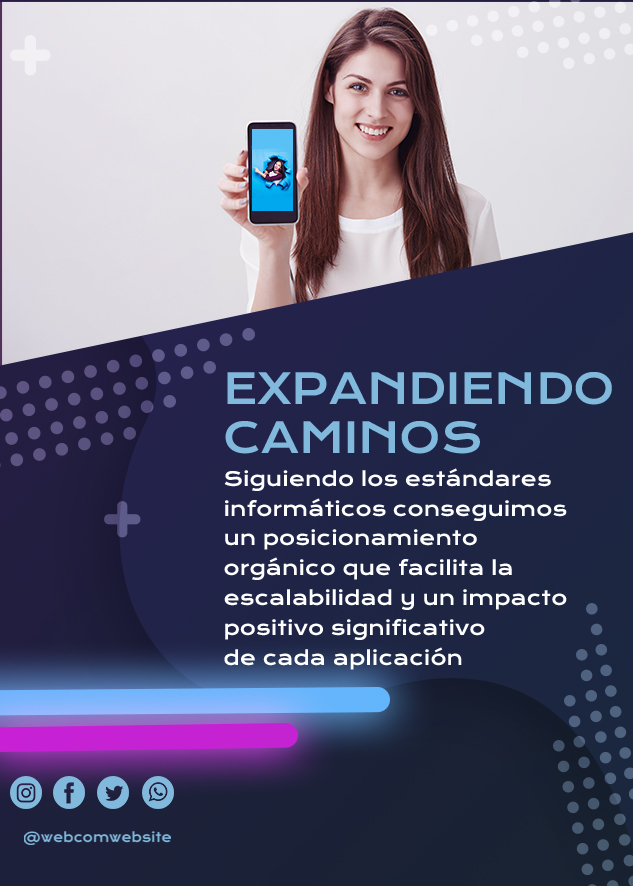 EXPANDIENDO
CAMINOS
Siguiendo los estándares
informáticos conseguimos
un posicionamiento
orgánico que facilita la
escalabilidad y un impacto
positivo significativo
de cada aplicación
@webcomwebsite